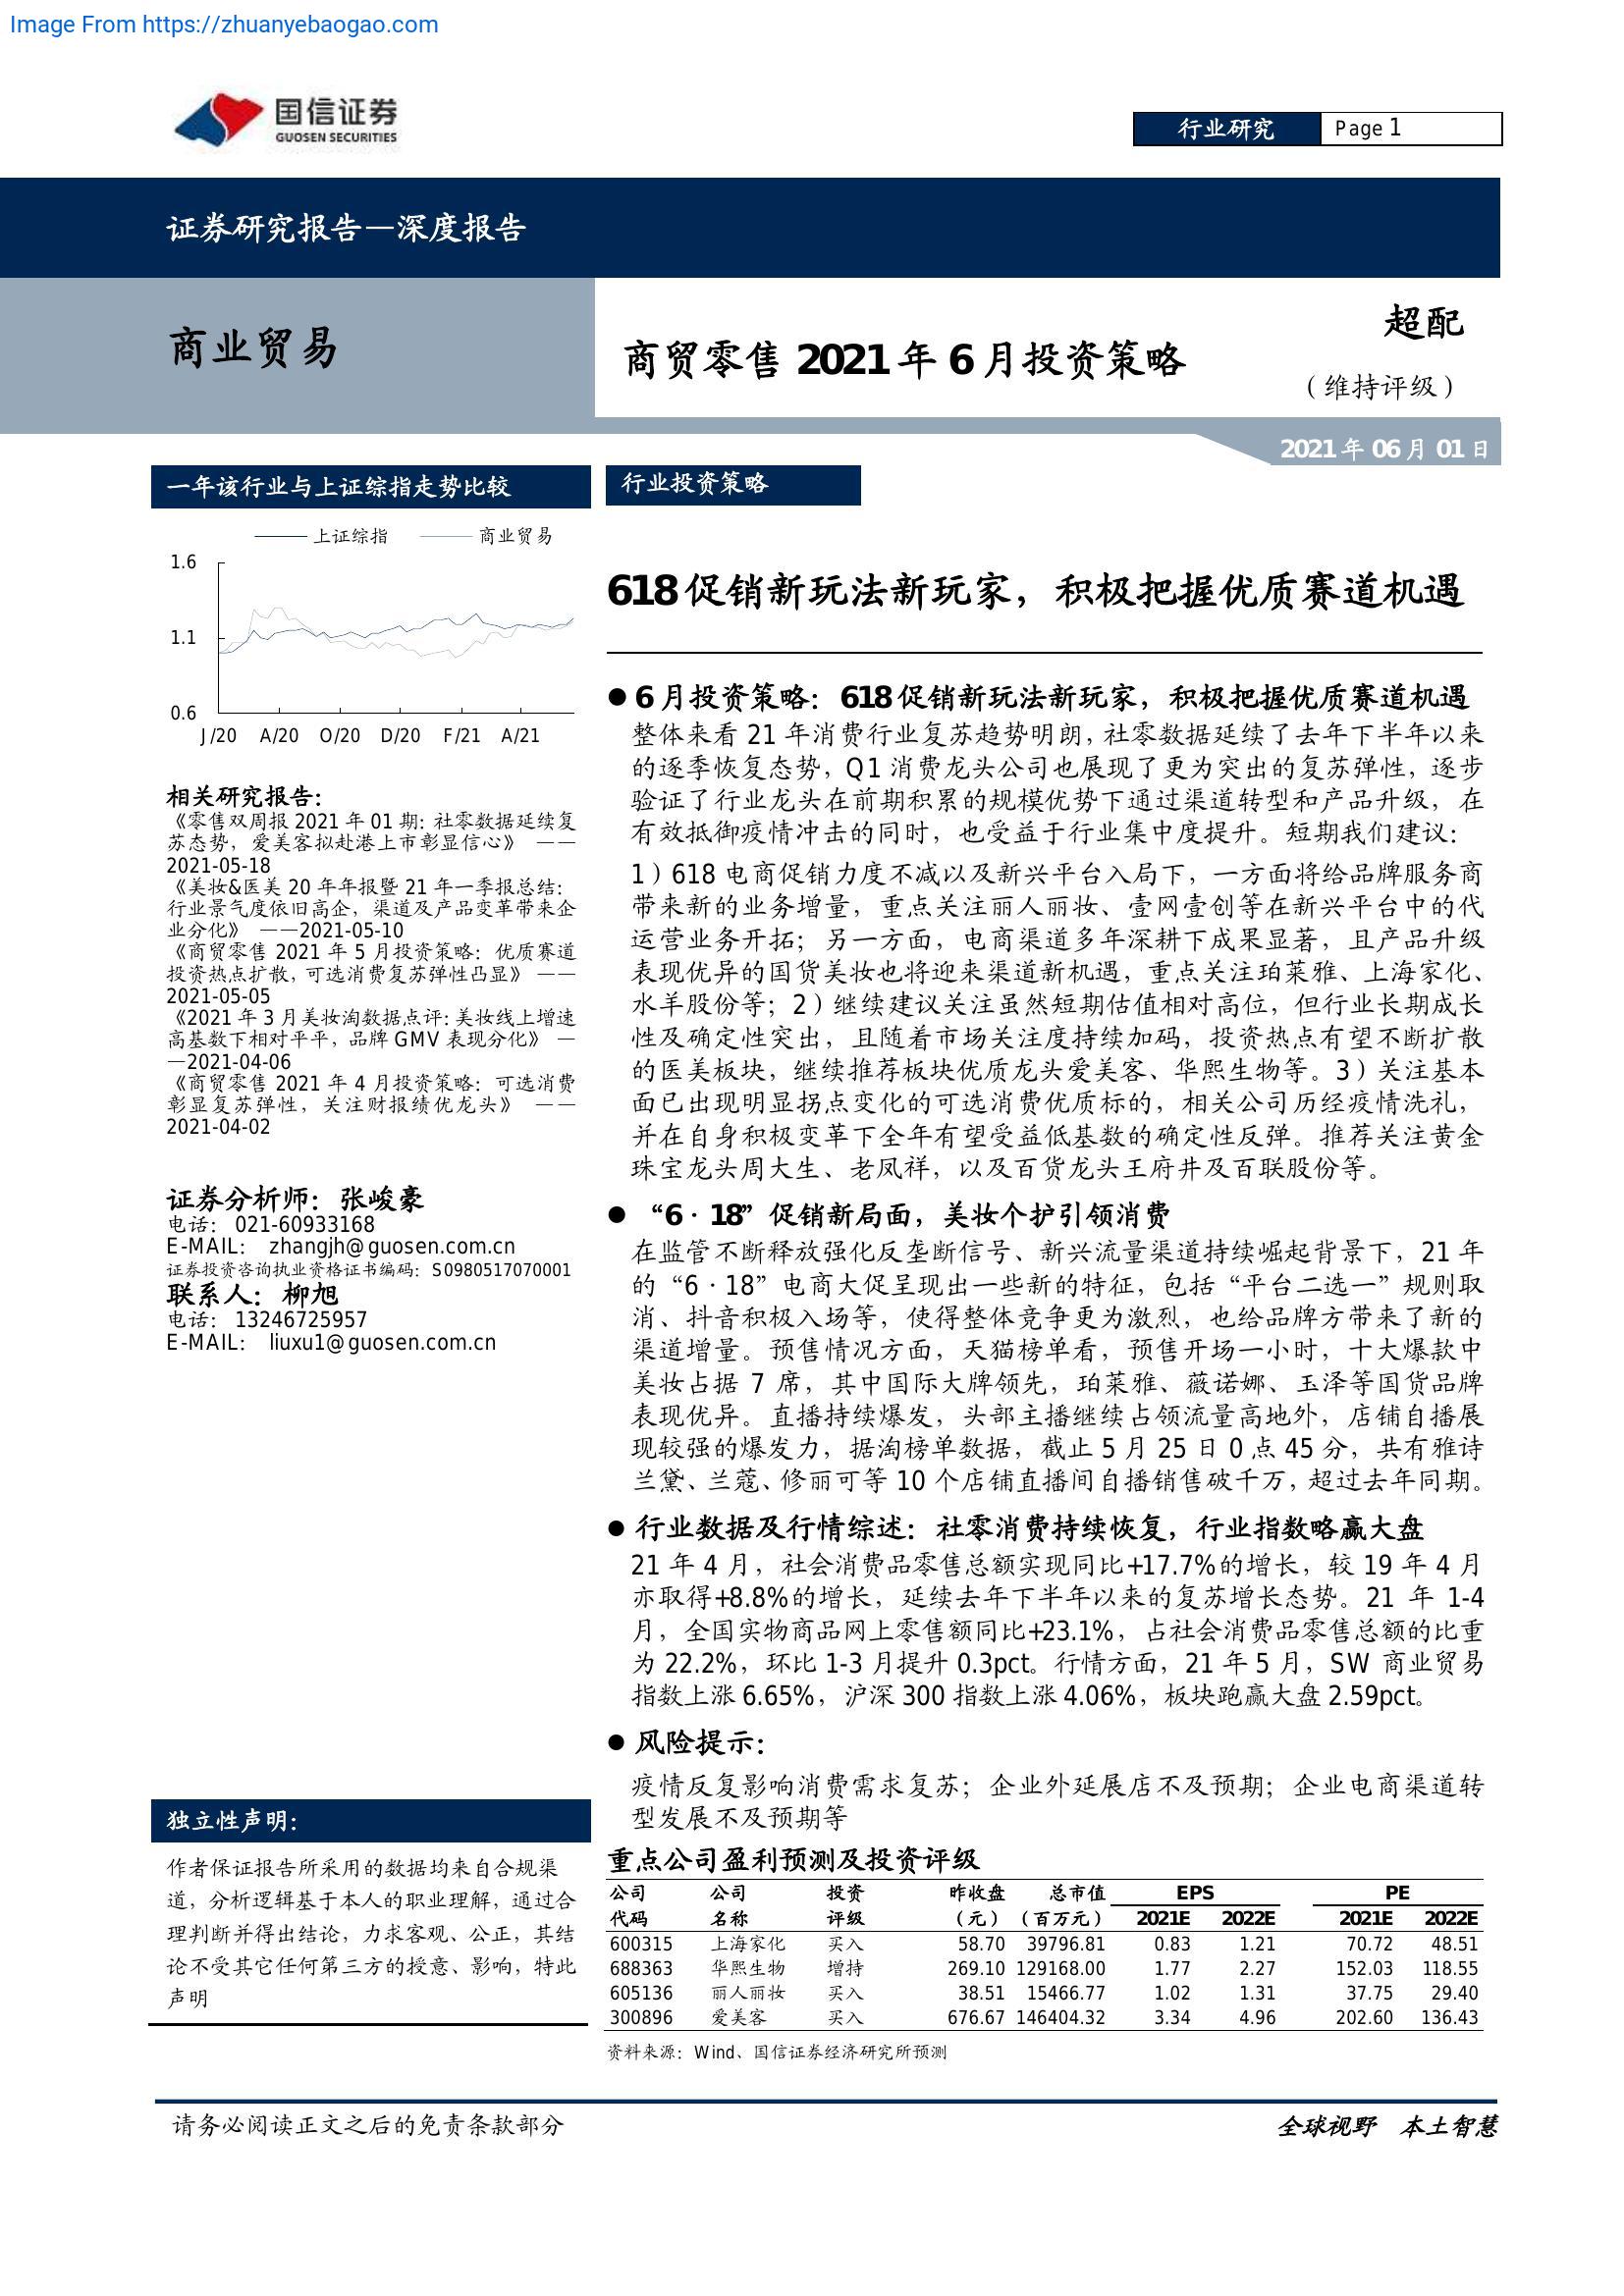 Image From https://zhuanyebaogao.com
国信证券
GUOSEN SECURITIES
行业研究
Page 1
证券研究报告—深度报告
商业贸易
商贸零售 2021 年 6 月投资策略
超配
（维持评级）
2021 年 06 月 01 日
一年该行业与上证综指走势比较
上证综指 商业贸易
1.6
1.1
0.6
J/20 A/20 O/20 D/20 F/21 A/21
相关研究报告：
《零售双周报 2021 年 01 期：社零数据延续复
苏态势，爱美客拟赴港上市彰显信心》 ——
2021-05-18
《美妆&医美 20 年年报暨 21 年一季报总结：
行业景气度依旧高企，渠道及产品变革带来企
业分化》 ——2021-05-10
《商贸零售 2021 年 5 月投资策略：优质赛道
投资热点扩散，可选消费复苏弹性凸显》 ——
2021-05-05
《2021 年 3 月美妆淘数据点评：美妆线上增速
高基数下相对平平，品牌 GMV 表现分化》 —
—2021-04-06
《商贸零售 2021 年 4 月投资策略：可选消费
彰显复苏弹性，关注财报绩优龙头》 ——
2021-04-02
证券分析师：张峻豪
电话： 021-60933168
E-MAIL： zhangjh@guosen.com.cn
证券投资咨询执业资格证书编码：S0980517070001
联系人：柳旭
电话： 13246725957
E-MAIL： liuxu1@guosen.com.cn
独立性声明：
作者保证报告所采用的数据均来自合规渠
道，分析逻辑基于本人的职业理解，通过合
理判断并得出结论，力求客观、公正，其结
论不受其它任何第三方的授意、影响，特此
声明
行业投资策略
618 促销新玩法新玩家，积极把握优质赛道机遇
● 6 月投资策略：618 促销新玩法新玩家，积极把握优质赛道机遇
整体来看 21 年消费行业复苏趋势明朗，社零数据延续了去年下半年以来
的逐季恢复态势，Q1 消费龙头公司也展现了更为突出的复苏弹性，逐步
验证了行业龙头在前期积累的规模优势下通过渠道转型和产品升级，在
有效抵御疫情冲击的同时，也受益于行业集中度提升。短期我们建议：
1）618 电商促销力度不减以及新兴平台入局下，一方面将给品牌服务商
带来新的业务增量，重点关注丽人丽妆、壹网壹创等在新兴平台中的代
运营业务开拓；另一方面，电商渠道多年深耕下成果显著，且产品升级
表现优异的国货美妆也将迎来渠道新机遇，重点关注珀莱雅、上海家化、
水羊股份等；2）继续建议关注虽然短期估值相对高位，但行业长期成长
性及确定性突出，且随着市场关注度持续加码，投资热点有望不断扩散
的医美板块，继续推荐板块优质龙头爱美客、华熙生物等。3）关注基本
面已出现明显拐点变化的可选消费优质标的，相关公司历经疫情洗礼，
并在自身积极变革下全年有望受益低基数的确定性反弹。推荐关注黄金
珠宝龙头周大生、老凤祥，以及百货龙头王府井及百联股份等。
● “6·18”促销新局面，美妆个护引领消费
在监管不断释放强化反垄断信号、新兴流量渠道持续崛起背景下，21 年
的“6·18”电商大促呈现出一些新的特征，包括“平台二选一”规则取
消、抖音积极入场等，使得整体竞争更为激烈，也给品牌方带来了新的
渠道增量。预售情况方面，天猫榜单看，预售开场一小时，十大爆款中
美妆占据 7 席，其中国际大牌领先，珀莱雅、薇诺娜、玉泽等国货品牌
表现优异。直播持续爆发，头部主播继续占领流量高地外，店铺自播展
现较强的爆发力，据淘榜单数据，截止 5 月 25 日 0 点 45 分，共有雅诗
兰黛、兰蔻、修丽可等 10 个店铺直播间自播销售破千万，超过去年同期。
● 行业数据及行情综述：社零消费持续恢复，行业指数略赢大盘
21 年 4 月，社会消费品零售总额实现同比+17.7%的增长，较 19 年 4 月
亦取得+8.8%的增长，延续去年下半年以来的复苏增长态势。21 年 1-4
月，全国实物商品网上零售额同比+23.1%，占社会消费品零售总额的比重
为 22.2%，环比 1-3 月提升 0.3pct。行情方面，21 年 5 月，SW 商业贸易
指数上涨 6.65%，沪深 300 指数上涨 4.06%，板块跑赢大盘 2.59pct。
● 风险提示：
疫情反复影响消费需求复苏；企业外延展店不及预期；企业电商渠道转
型发展不及预期等
重点公司盈利预测及投资评级
公司 公司 投资 昨收盘 总市值 EPS PE
代码 名称 评级 （元） （百万元） 2021E 2022E 2021E 2022E
600315 上海家化 买入 58.70 39796.81 0.83 1.21 70.72 48.51
688363 华熙生物 增持 269.10 129168.00 1.77 2.27 152.03 118.55
605136 丽人丽妆 买入 38.51 15466.77 1.02 1.31 37.75 29.40
300896 爱美客 买入 676.67 146404.32 3.34 4.96 202.60 136.43
资料来源：Wind、国信证券经济研究所预测
请务必阅读正文之后的免责条款部分
全球视野 本土智慧